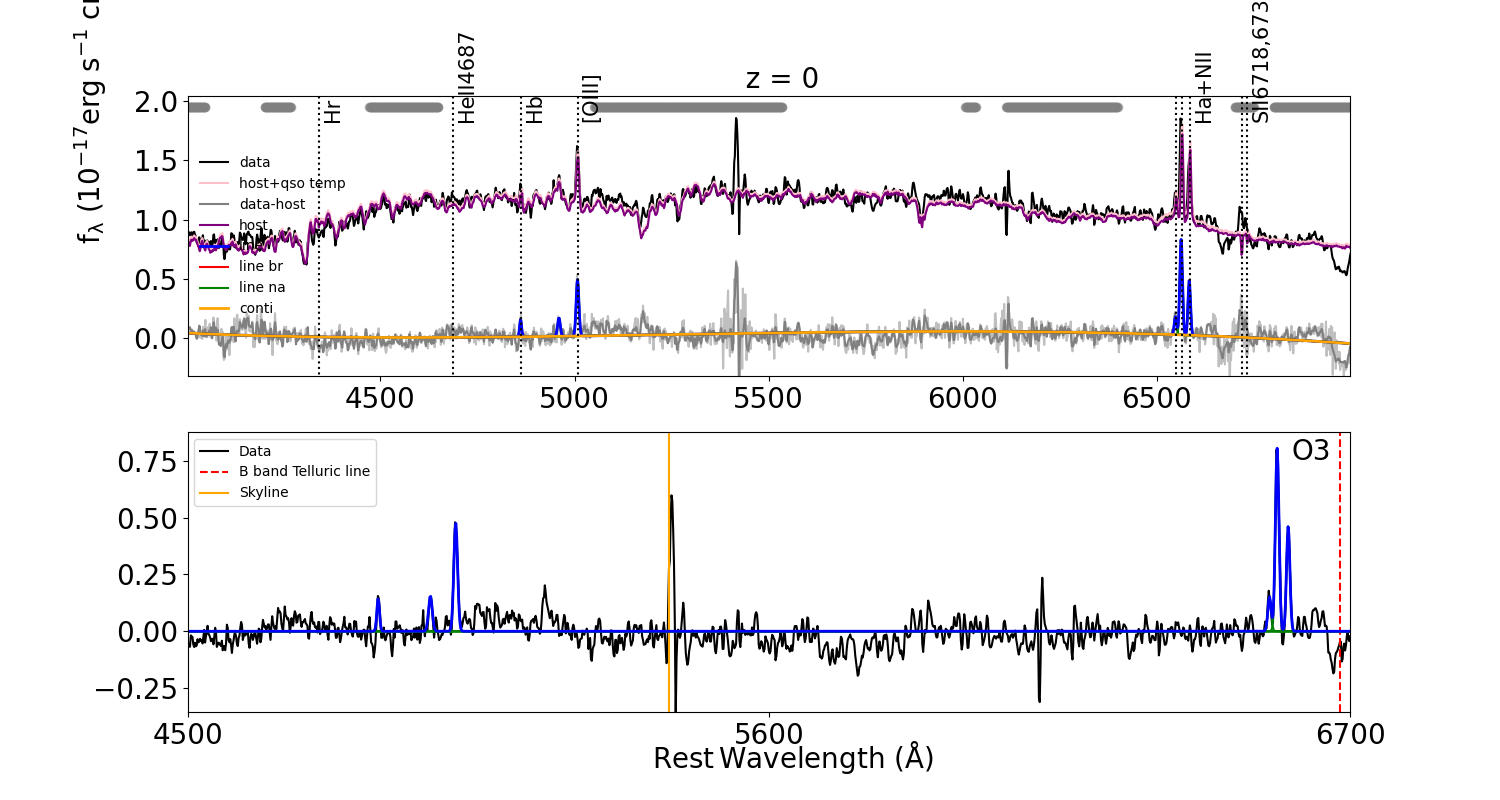 z = 0
Hr
HeII4687
Hb
[OIII]
Ha+NII
SII6718,673
f_λ (10^{-17} erg s^{-1} c
2.0
1.5
1.0
0.5
0.0
data
host+qso temp
data-host
host
line br
line na
conti
4500
5000
5500
6000
6500
Data
B band Telluric line
Skyline
O3
0.75
0.50
0.25
0.00
−0.25
4500
5600
6700
Rest Wavelength (Å)